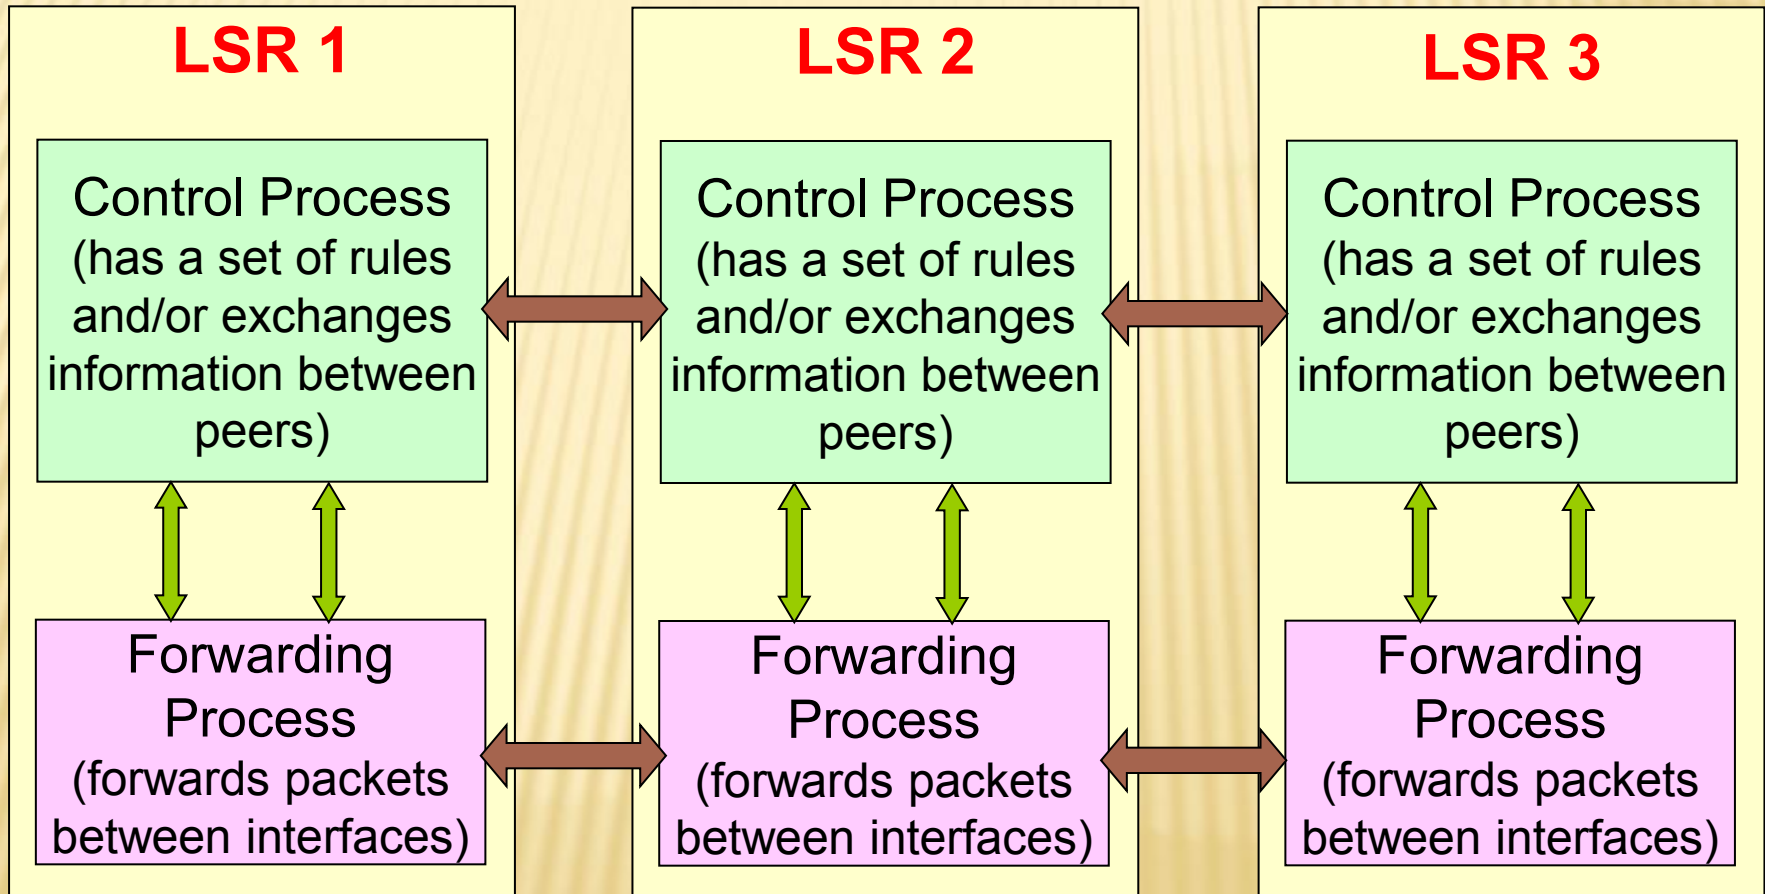 LSR 1
Control Process
(has a set of rules
and/or exchanges
information between
peers)
Forwarding
Process
(forwards packets
between interfaces)
LSR 2
Control Process
(has a set of rules
and/or exchanges
information between
peers)
Forwarding
Process
(forwards packets
between interfaces)
LSR 3
Control Process
(has a set of rules
and/or exchanges
information between
peers)
Forwarding
Process
(forwards packets
between interfaces)